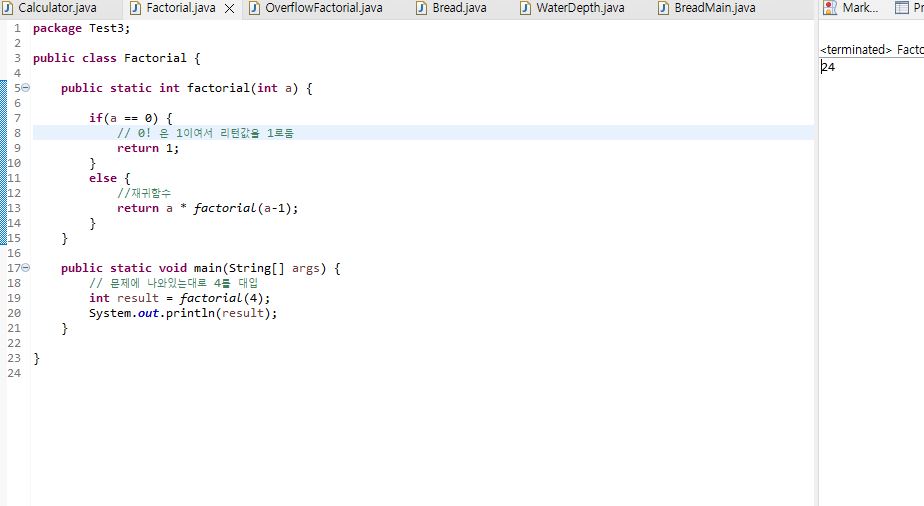 Calculator.java Factorial.java OverflowFactorial.java Bread.java WaterDepth.java BreadMain.java Mark...
1 package Test3;
2
3 public class Factorial {
4
5 public static int factorial(int a) {
6
7 if(a == 0) {
8 // 0! 은 1이여서 리턴값을 1로둠
9 return 1;
10 }
11 else {
12 //재귀함수
13 return a * factorial(a-1);
14 }
15 }
16
17 public static void main(String[] args) {
18 // 문제에 나와있는대로 4를 대입
19 int result = factorial(4);
20 System.out.println(result);
21 }
22
23 }
24
<terminated> Facto
24